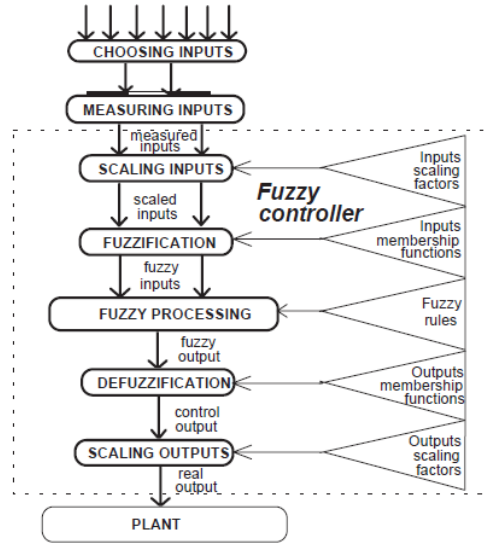 CHOOSING INPUTS
MEASURING INPUTS
measured
inputs
SCALING INPUTS
Inputs
scaling
factors
scaled
inputs
Fuzzy
controller
FUZZIFICATION
Inputs
membership
functions
fuzzy
inputs
FUZZY PROCESSING
Fuzzy
rules
fuzzy
output
DEFUZZIFICATION
Outputs
membership
functions
control
output
SCALING OUTPUTS
Outputs
scaling
factors
real
output
PLANT